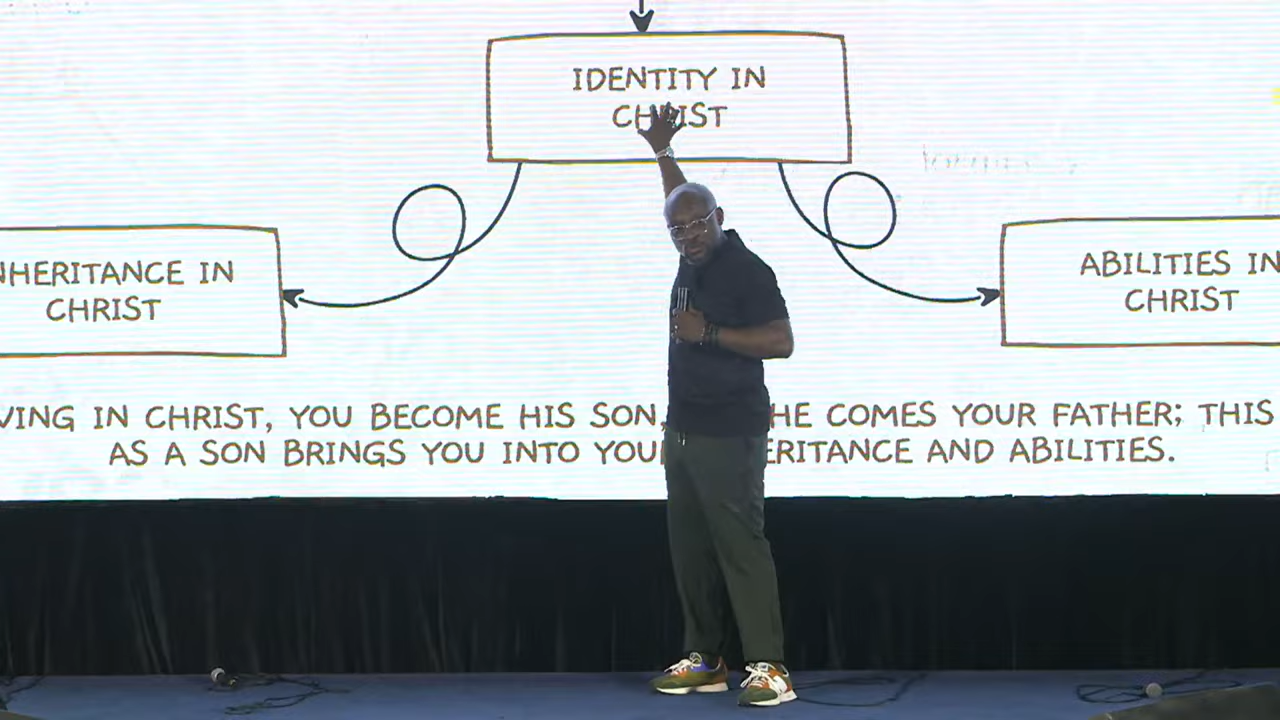 IDENTITY IN
CHRIST
NHERITANCE IN
CHRIST
ABILITIES IN
CHRIST
VING IN CHRIST, YOU BECOME HIS SON, HE COMES YOUR FATHER; THIS
AS A SON BRINGS YOU INTO YOU ERITANCE AND ABILITIES.